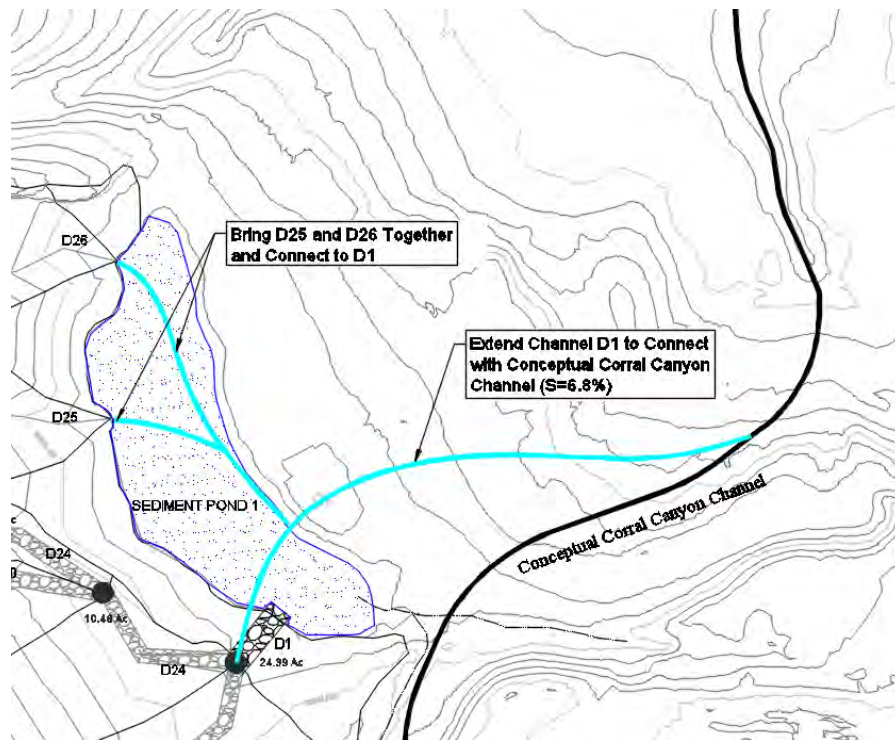 D26
Bring D25 and D26 Together
and Connect to D1
Extend Channel D1 to Connect
with Conceptual Corral Canyon
Channel (S=6.8%)
D25
SEDIMENT POND 1
Conceptual Corral Canyon Channel
D24
10.46 Ac
D24
D1
24.99 Ac